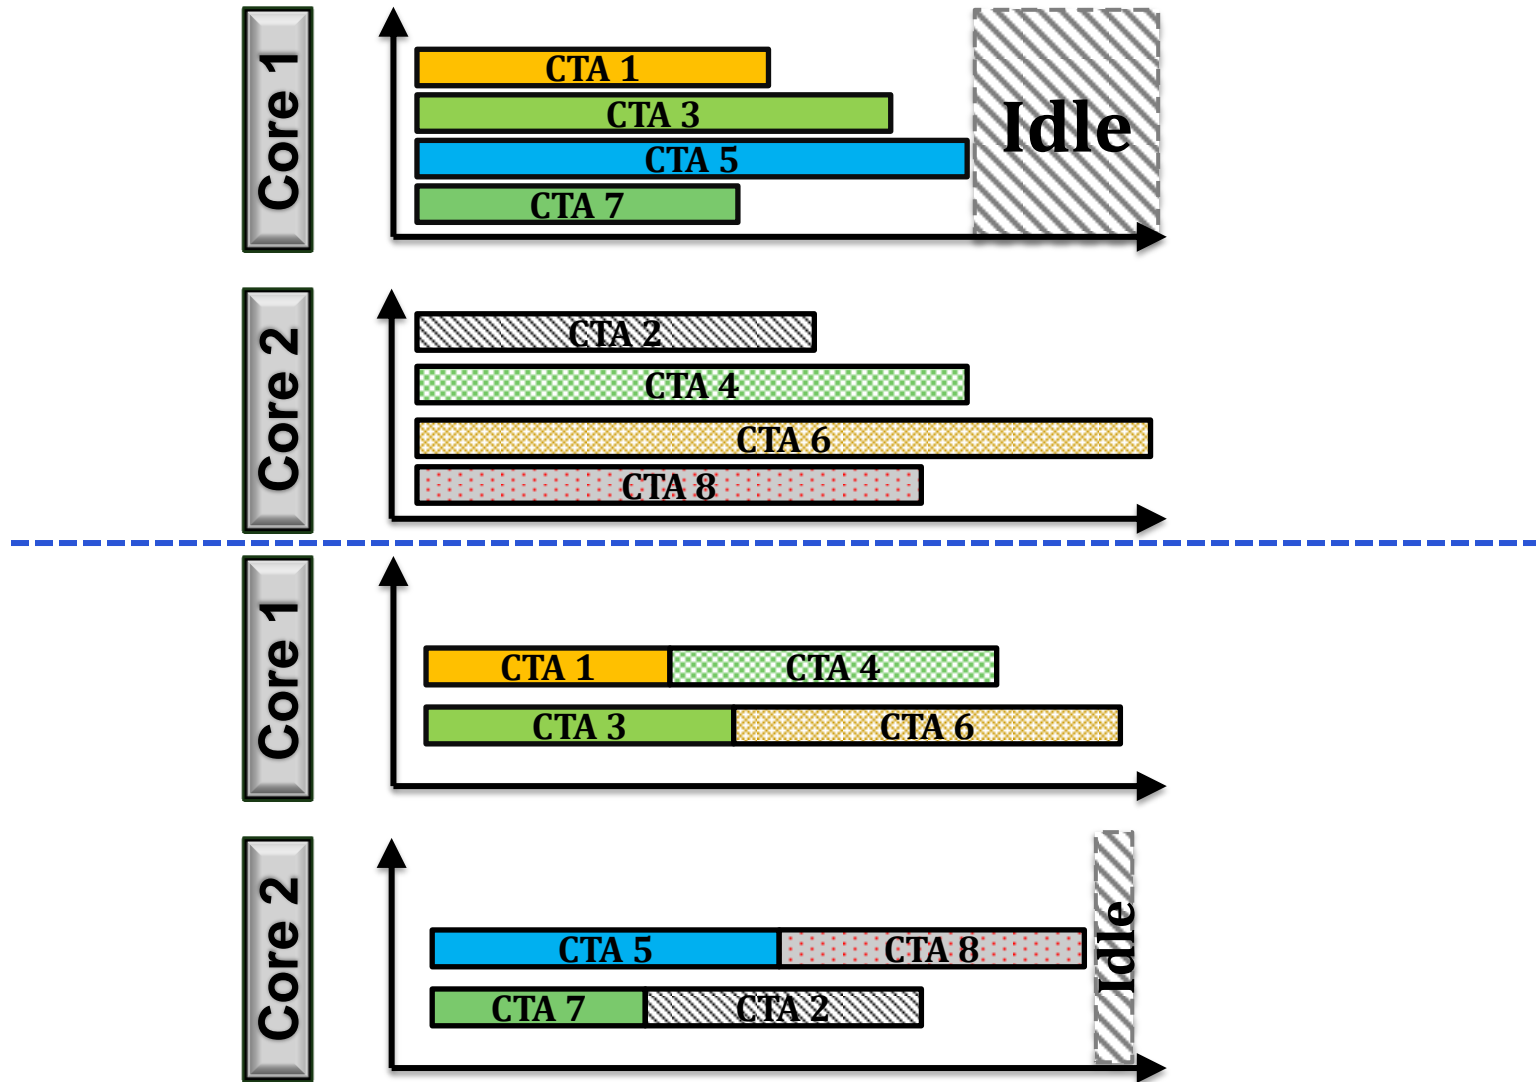 Core 1
CTA 1
CTA 3
CTA 5
CTA 7
Idle
Core 2
CTA 2
CTA 4
CTA 6
CTA 8
Core 1
CTA 1 CTA 4
CTA 3 CTA 6
Core 2
CTA 5 CTA 8
CTA 7 CTA 2
Idle